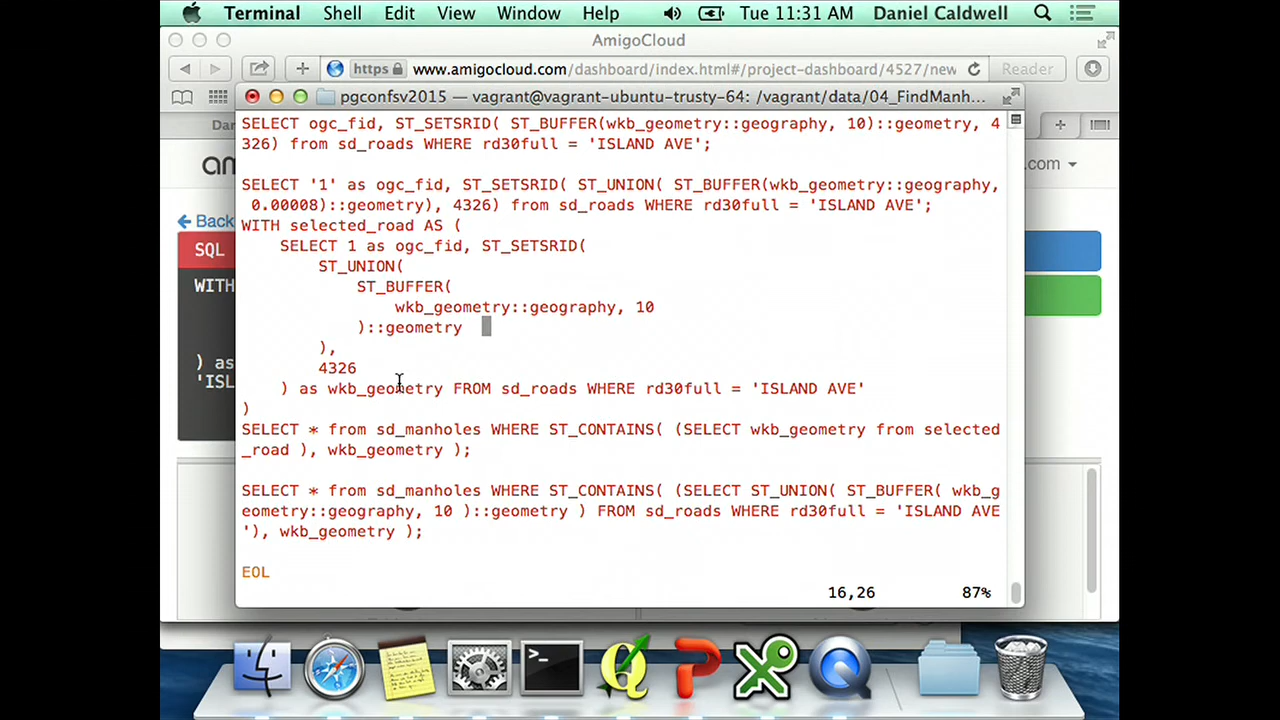 Terminal Shell Edit View Window Help Tue 11:31 AM Daniel Caldwell
AmigoCloud
https www.amigocloud.com/dashboard/index.html#/project-dashboard/4527/new Reader
pgconfsv2015 — vagrant@vagrant-ubuntu-trusty-64: /vagrant/data/04_FindManh...
Dar
am
.com
Back
SQL
WITH
) as
'ISL
SELECT ogc_fid, ST_SETSRID( ST_BUFFER(wkb_geometry::geography, 10)::geometry, 4
326) from sd_roads WHERE rd30full = 'ISLAND AVE';
SELECT '1' as ogc_fid, ST_SETSRID( ST_UNION( ST_BUFFER(wkb_geometry::geography,
0.00008)::geometry), 4326) from sd_roads WHERE rd30full = 'ISLAND AVE';
WITH selected_road AS (
SELECT 1 as ogc_fid, ST_SETSRID(
ST_UNION(
ST_BUFFER(
wkb_geometry::geography, 10
)::geometry
),
4326
) as wkb_geometry FROM sd_roads WHERE rd30full = 'ISLAND AVE'
)
SELECT * from sd_manholes WHERE ST_CONTAINS( (SELECT wkb_geometry from selected
_road ), wkb_geometry );
SELECT * from sd_manholes WHERE ST_CONTAINS( (SELECT ST_UNION( ST_BUFFER( wkb_g
eometry::geography, 10 )::geometry ) FROM sd_roads WHERE rd30full = 'ISLAND AVE
'), wkb_geometry );
EOL
16,26 87%